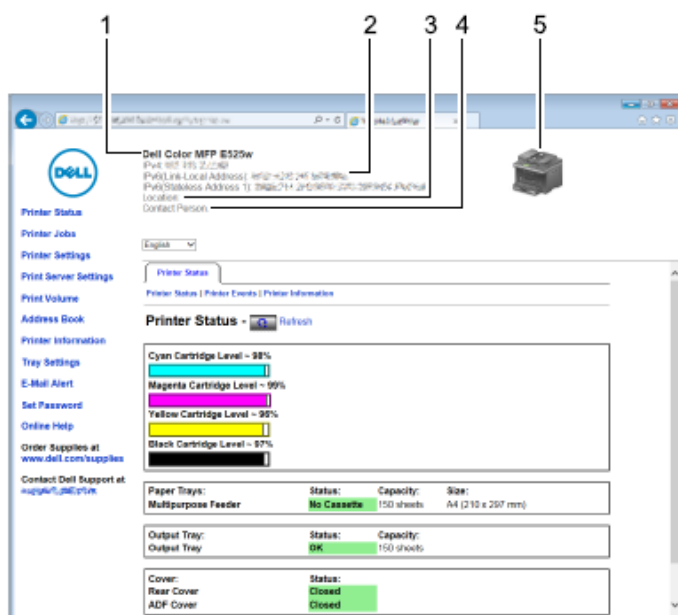 1 2 3 4 5
DELL
Dell Color MFP E525w
IPv4:
IPv6(Link-Local Address):
IPv6(Stateless Address 1):
Location:
Contact Person:
English
Printer Status
Printer Jobs
Printer Settings
Print Server Settings
Print Volume
Address Book
Printer Information
Tray Settings
E-Mail Alert
Set Password
Online Help
Order Supplies at
www.dell.com/supplies
Contact Dell Support at
Printer Status
Printer Status | Printer Events | Printer Information
Printer Status - Refresh
Cyan Cartridge Level ~ 98%
Magenta Cartridge Level ~ 99%
Yellow Cartridge Level ~ 96%
Black Cartridge Level ~ 97%
Paper Trays: Status: Capacity: Size:
Multipurpose Feeder No Cassette 150 sheets A4 (210 x 297 mm)
Output Tray: Status: Capacity:
Output Tray OK 150 sheets
Cover: Status:
Rear Cover Closed
ADF Cover Closed